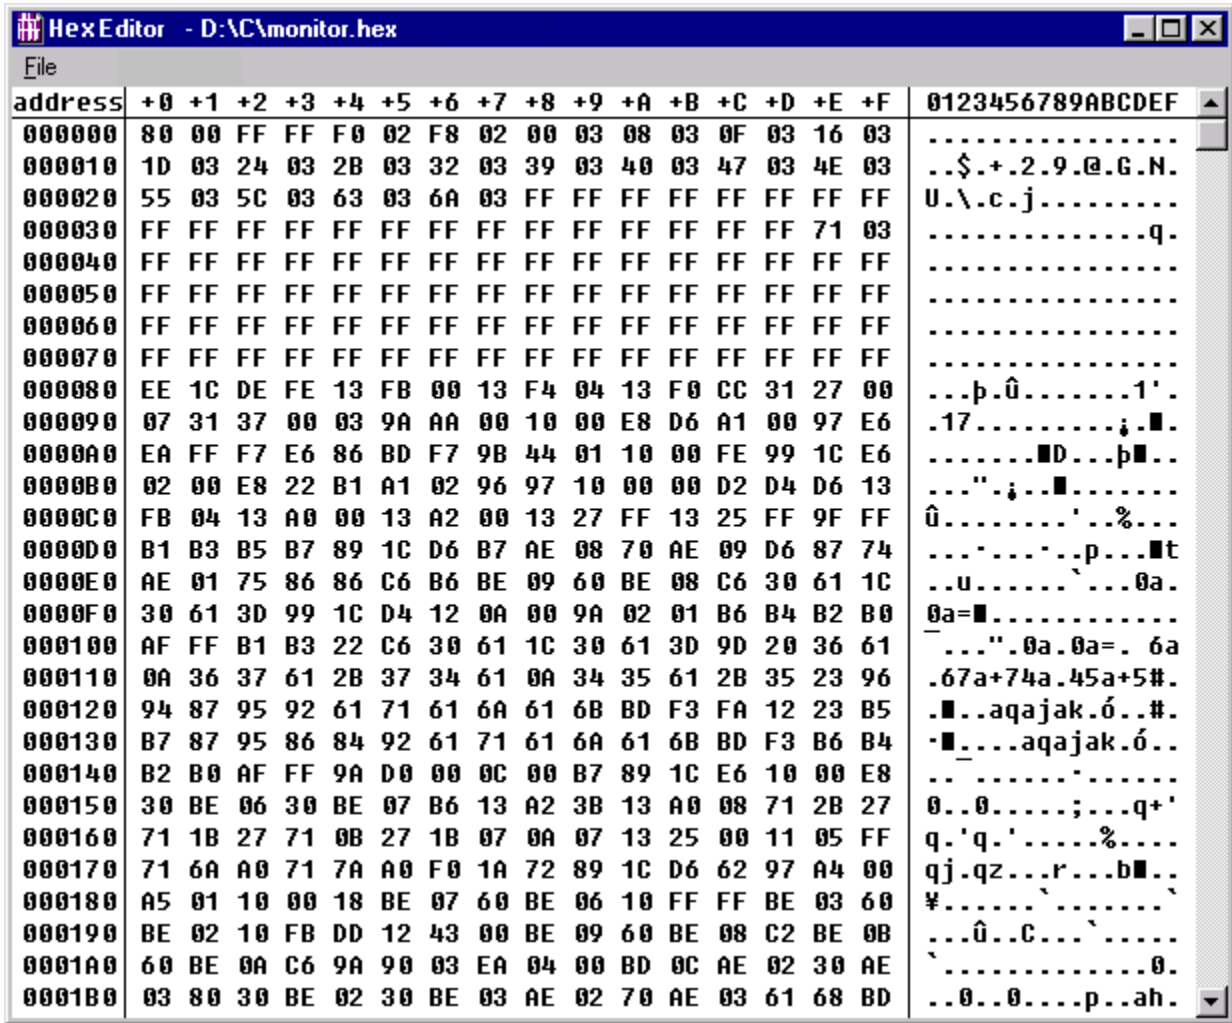 HexEditor - D:\C\monitor.hex
File
address +0 +1 +2 +3 +4 +5 +6 +7 +8 +9 +A +B +C +D +E +F 0123456789ABCDEF
000000 80 00 FF FF F0 02 F8 02 00 03 08 03 0F 03 16 03 ................
000010 1D 03 24 03 2B 03 32 03 39 03 40 03 47 03 4E 03 ..$.+.2.9.@.G.N.
000020 55 03 5C 03 63 03 6A 03 FF FF FF FF FF FF FF FF U.\.c.j.........
000030 FF FF FF FF FF FF FF FF FF FF FF FF FF FF 71 03 ..............q.
000040 FF FF FF FF FF FF FF FF FF FF FF FF FF FF FF FF ................
000050 FF FF FF FF FF FF FF FF FF FF FF FF FF FF FF FF ................
000060 FF FF FF FF FF FF FF FF FF FF FF FF FF FF FF FF ................
000070 FF FF FF FF FF FF FF FF FF FF FF FF FF FF FF FF ................
000080 EE 1C DE FE 13 FB 00 13 F4 04 13 F0 CC 31 27 00 ...þ.û.......1'.
000090 07 31 37 00 03 9A AA 00 10 00 E8 D6 A1 00 97 E6 .17.........¡.■.
0000A0 EA FF F7 E6 86 BD F7 9B 44 01 10 00 FE 99 1C E6 .......■D...þ■..
0000B0 02 00 E8 22 B1 A1 02 96 97 10 00 00 D2 D4 D6 13 ...".¡..■.......
0000C0 FB 04 13 A0 00 13 A2 00 13 27 FF 13 25 FF 9F FF û........'..%...
0000D0 B1 B3 B5 B7 89 1C D6 B7 AE 08 70 AE 09 D6 87 74 ...·...·..p...■t
0000E0 AE 01 75 86 86 C6 B6 BE 09 60 BE 08 C6 30 61 1C ..u......`...0a.
0000F0 30 61 3D 99 1C D4 12 0A 00 9A 02 01 B6 B4 B2 B0 0a=■............
000100 AF FF B1 B3 22 C6 30 61 1C 30 61 3D 9D 20 36 61 ¯...".0a.0a=. 6a
000110 0A 36 37 61 2B 37 34 61 0A 34 35 61 2B 35 23 96 .67a+74a.45a+5#.
000120 94 87 95 92 61 71 61 6A 61 6B BD F3 FA 12 23 B5 .■..aqajak.ó..#.
000130 B7 87 95 86 84 92 61 71 61 6A 61 6B BD F3 B6 B4 ·■....aqajak.ó..
000140 B2 B0 AF FF 9A D0 00 0C 00 B7 89 1C E6 10 00 E8 ..¯......·......
000150 30 BE 06 30 BE 07 B6 13 A2 3B 13 A0 08 71 2B 27 0..0.....;...q+'
000160 71 1B 27 71 0B 27 1B 07 0A 07 13 25 00 11 05 FF q.'q.'.....%....
000170 71 6A A0 71 7A A0 F0 1A 72 89 1C D6 62 97 A4 00 qj.qz...r...b■..
000180 A5 01 10 00 18 BE 07 60 BE 06 10 FF FF BE 03 60 ¥......`.......`
000190 BE 02 10 FB DD 12 43 00 BE 09 60 BE 08 C2 BE 0B ...û..C...`.....
0001A0 60 BE 0A C6 9A 90 03 EA 04 00 BD 0C AE 02 30 AE `.............0.
0001B0 03 80 30 BE 02 30 BE 03 AE 02 70 AE 03 61 68 BD ..0..0....p..ah.